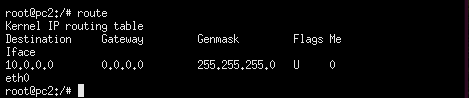 root@pc2:/# route
Kernel IP routing table
Destination     Gateway         Genmask         Flags Me
Iface
10.0.0.0        0.0.0.0         255.255.255.0   U     0
eth0
root@pc2:/#